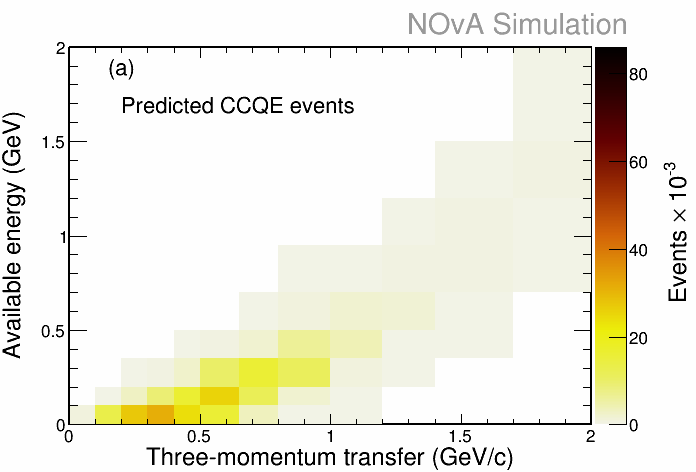 NOvA Simulation
(a)
Predicted CCQE events
Available energy (GeV)
2
1.5
1
0.5
0
0 0.5 1 1.5 2
Three-momentum transfer (GeV/c)
80
60
40
20
0
Events × 10⁻³